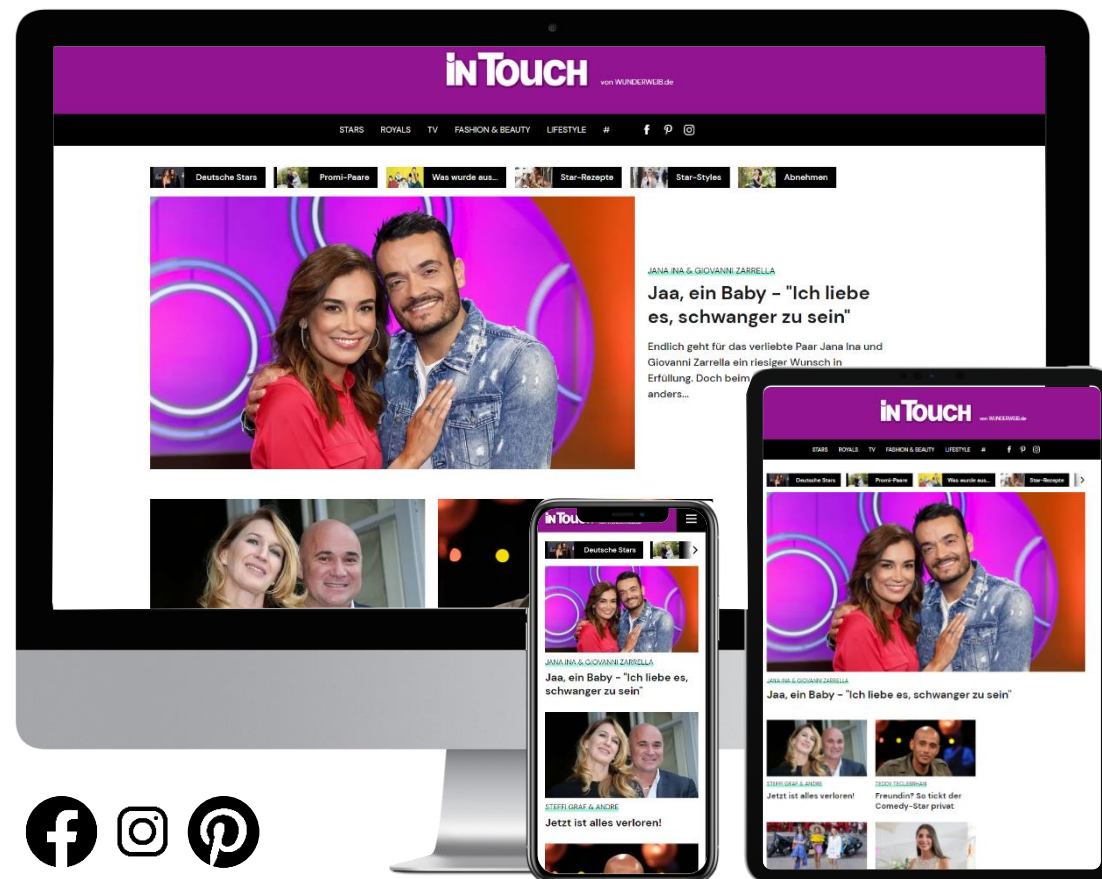 iNTOUCH von WUNDERWEIB.de
STARS ROYALS TV FASHION & BEAUTY LIFESTYLE #
Deutsche Stars Promi-Paare Was wurde aus... Star-Rezepte Star-Styles Abnehmen
JANA INA & GIOVANNI ZARRELLA
Jaa, ein Baby - "Ich liebe
es, schwanger zu sein"
Endlich geht für das verliebte Paar Jana Ina und
Giovanni Zarrella ein riesiger Wunsch in
Erfüllung. Doch beim
anders...
iNTOUCH von WUNDERWEIB.de
STARS ROYALS TV FASHION & BEAUTY LIFESTYLE #
Deutsche Stars Promi-Paare Was wurde aus... Star-Rezepte
JANA INA & GIOVANNI ZARRELLA
Jaa, ein Baby - "Ich liebe es, schwanger zu sein"
STEFFI GRAF & ANDRE
Jetzt ist alles verloren!
TEDDY TECLEBRHAN
Freundin? So tickt der
Comedy-Star privat
iNTOU
Deutsche Stars
JANA INA & GIOVANNI ZARRELLA
Jaa, ein Baby - "Ich liebe es,
schwanger zu sein"
STEFFI GRAF & ANDRE
Jetzt ist alles verloren!